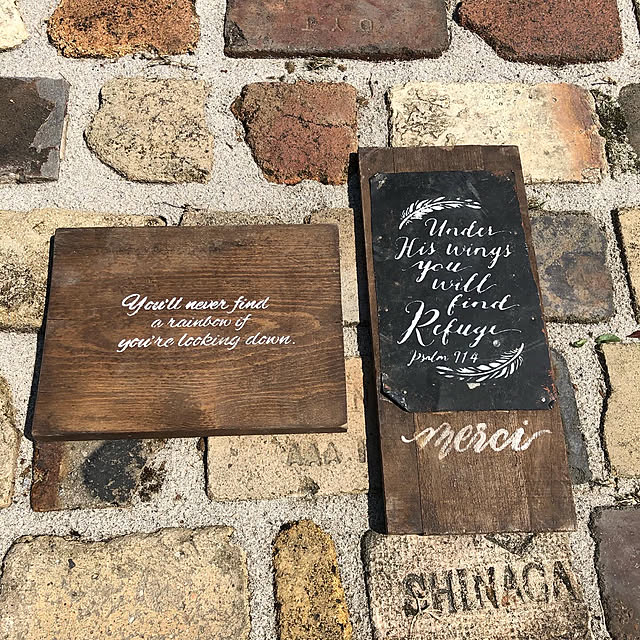 You'll never find
a rainbow if
you're looking down.
Under
His wings
you
will
find
Refuge
Psalm 91:4
merci
AAA
SHINAGA